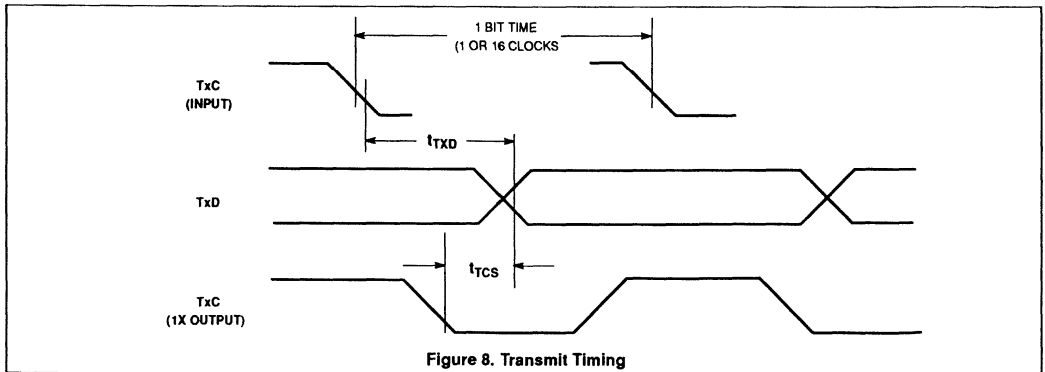 1 BIT TIME
(1 OR 16 CLOCKS
TxC
(INPUT)
tTXD
TxD
tTCS
TxC
(1X OUTPUT)
Figure 8. Transmit Timing